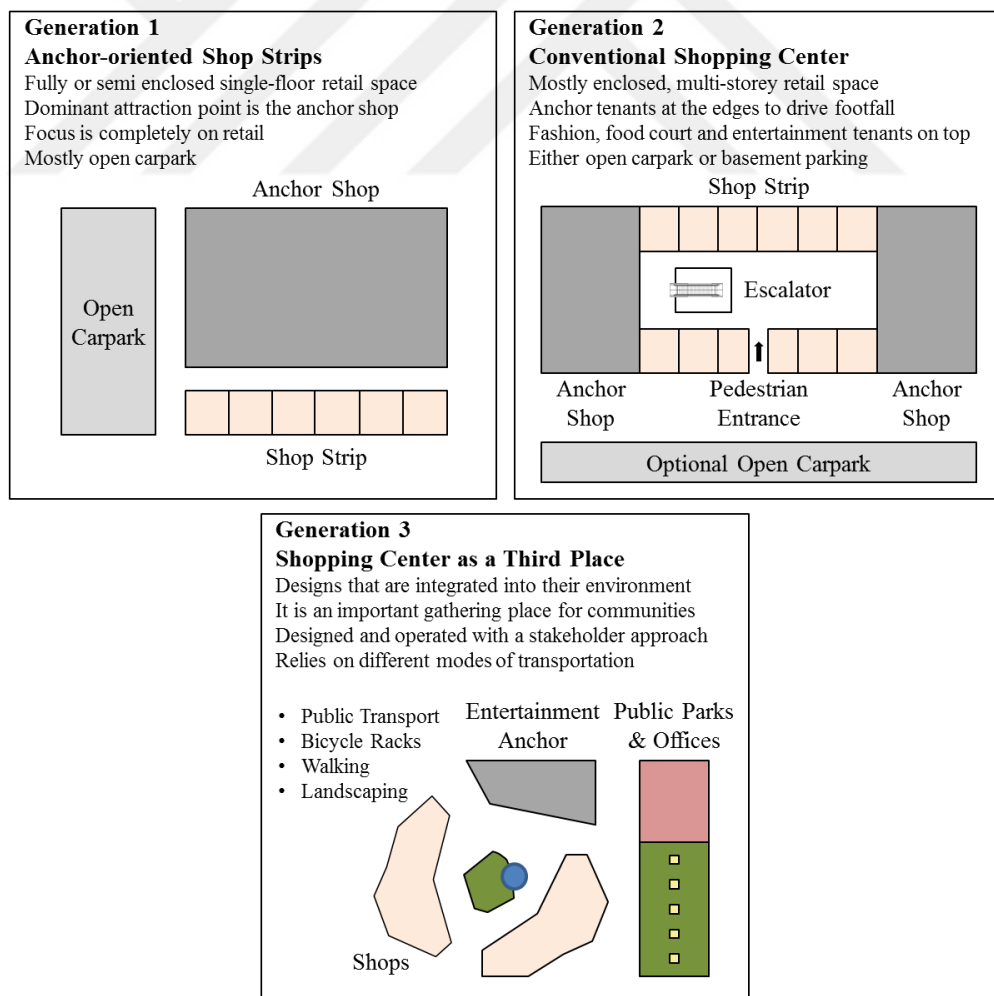 Generation 1
Anchor-oriented Shop Strips
Fully or semi enclosed single-floor retail space
Dominant attraction point is the anchor shop
Focus is completely on retail
Mostly open carpark
Anchor Shop
Open
Carpark
Shop Strip
Generation 2
Conventional Shopping Center
Mostly enclosed, multi-storey retail space
Anchor tenants at the edges to drive footfall
Fashion, food court and entertainment tenants on top
Either open carpark or basement parking
Shop Strip
Escalator
Anchor
Shop
Pedestrian
Entrance
Anchor
Shop
Optional Open Carpark
Generation 3
Shopping Center as a Third Place
Designs that are integrated into their environment
It is an important gathering place for communities
Designed and operated with a stakeholder approach
Relies on different modes of transportation
• Public Transport
• Bicycle Racks
• Walking
• Landscaping
Entertainment
Anchor
Public Parks
& Offices
Shops